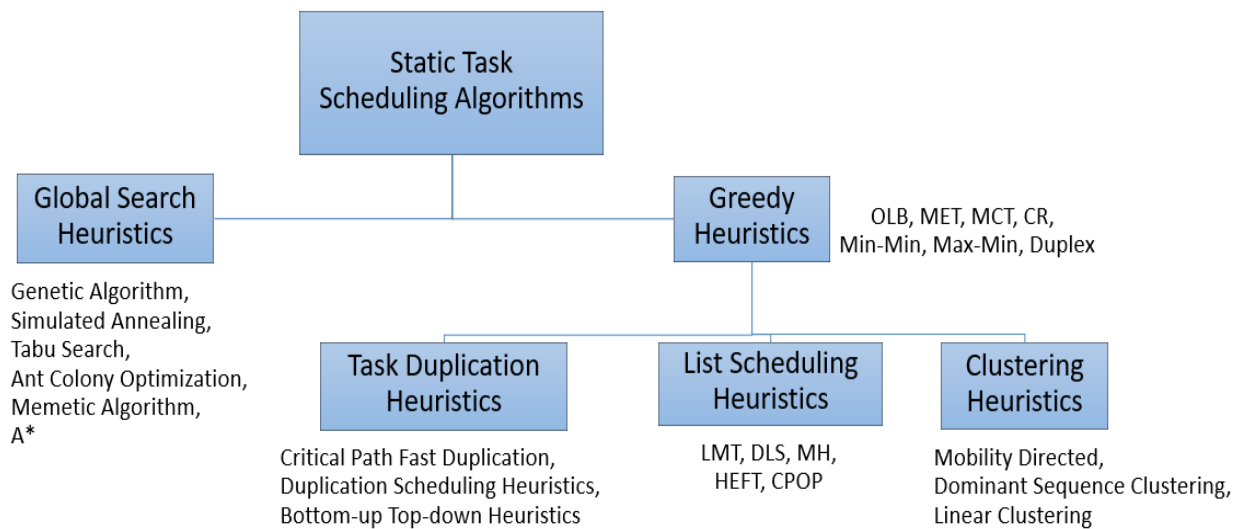 Static Task
Scheduling Algorithms
Global Search
Heuristics
Greedy
Heuristics
OLB, MET, MCT, CR,
Min-Min, Max-Min, Duplex
Genetic Algorithm,
Simulated Annealing,
Tabu Search,
Ant Colony Optimization,
Memetic Algorithm,
A*
Task Duplication
Heuristics
List Scheduling
Heuristics
Clustering
Heuristics
Critical Path Fast Duplication,
Duplication Scheduling Heuristics,
Bottom-up Top-down Heuristics
LMT, DLS, MH,
HEFT, CPOP
Mobility Directed,
Dominant Sequence Clustering,
Linear Clustering